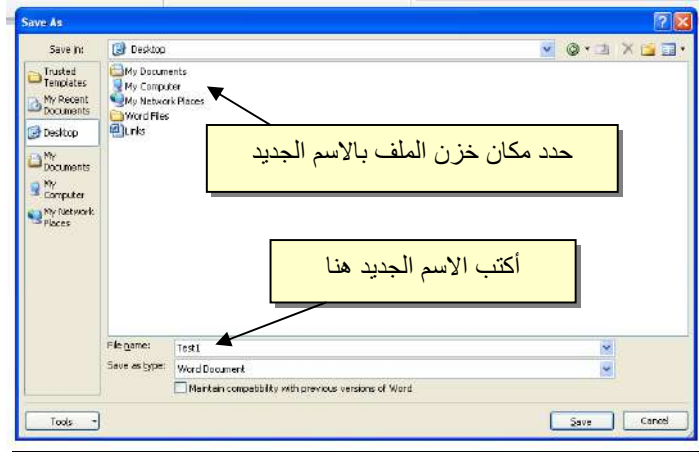 Save As
Save in:
Desktop
Trusted
Templates
My Recent
Documents
Desktop
My
Documents
My
Computer
My Network
Places
My Documents
My Computer
My Network Places
Word Files
Links
حدد مكان خزن الملف بالاسم الجديد
أكتب الاسم الجديد هنا
File name:
Test1
Save as type:
Word Document
Maintain compatibility with previous versions of Word
Tools
Save
Cancel